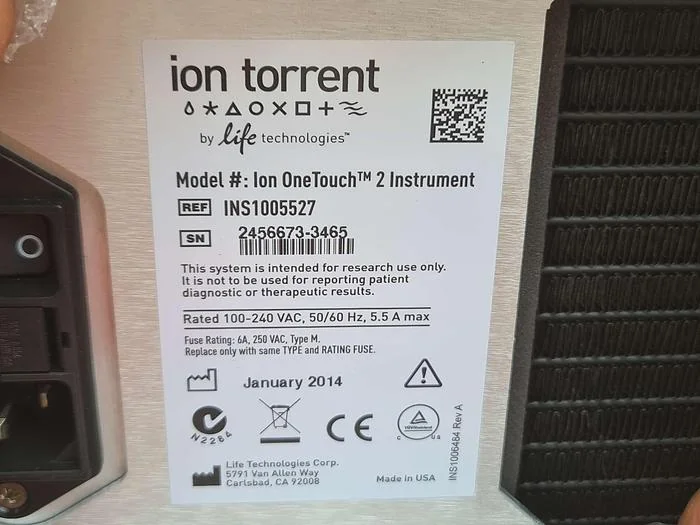 ion torrent
by life technologies™
Model #: Ion OneTouch™ 2 Instrument
REF INS1005527
SN 2456673-3465
This system is intended for research use only.
It is not to be used for reporting patient
diagnostic or therapeutic results.
Rated 100-240 VAC, 50/60 Hz, 5.5 A max
Fuse Rating: 6A, 250 VAC, Type M.
Replace only with same TYPE and RATING FUSE.
January 2014
N2284
CE
c us
Life Technologies Corp.
5791 Van Allen Way
Carlsbad, CA 92008
Made in USA
INS1006484 Rev A